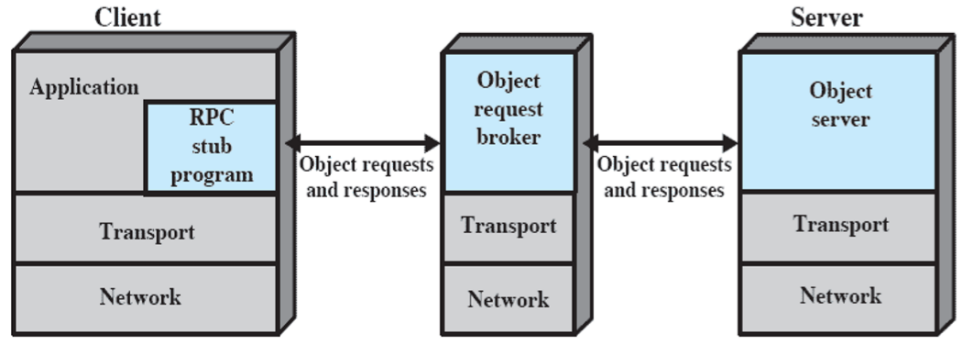 Client
Server
Application
RPC
stub
program
Transport
Network
Object requests
and responses
Object
request
broker
Transport
Network
Object requests
and responses
Object
server
Transport
Network